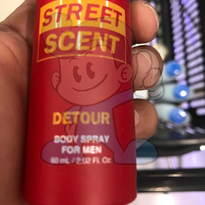 STREET
SCENT
DETOUR
BODY SPRAY
FOR MEN
60 mL / 2.02 Fl. Oz.